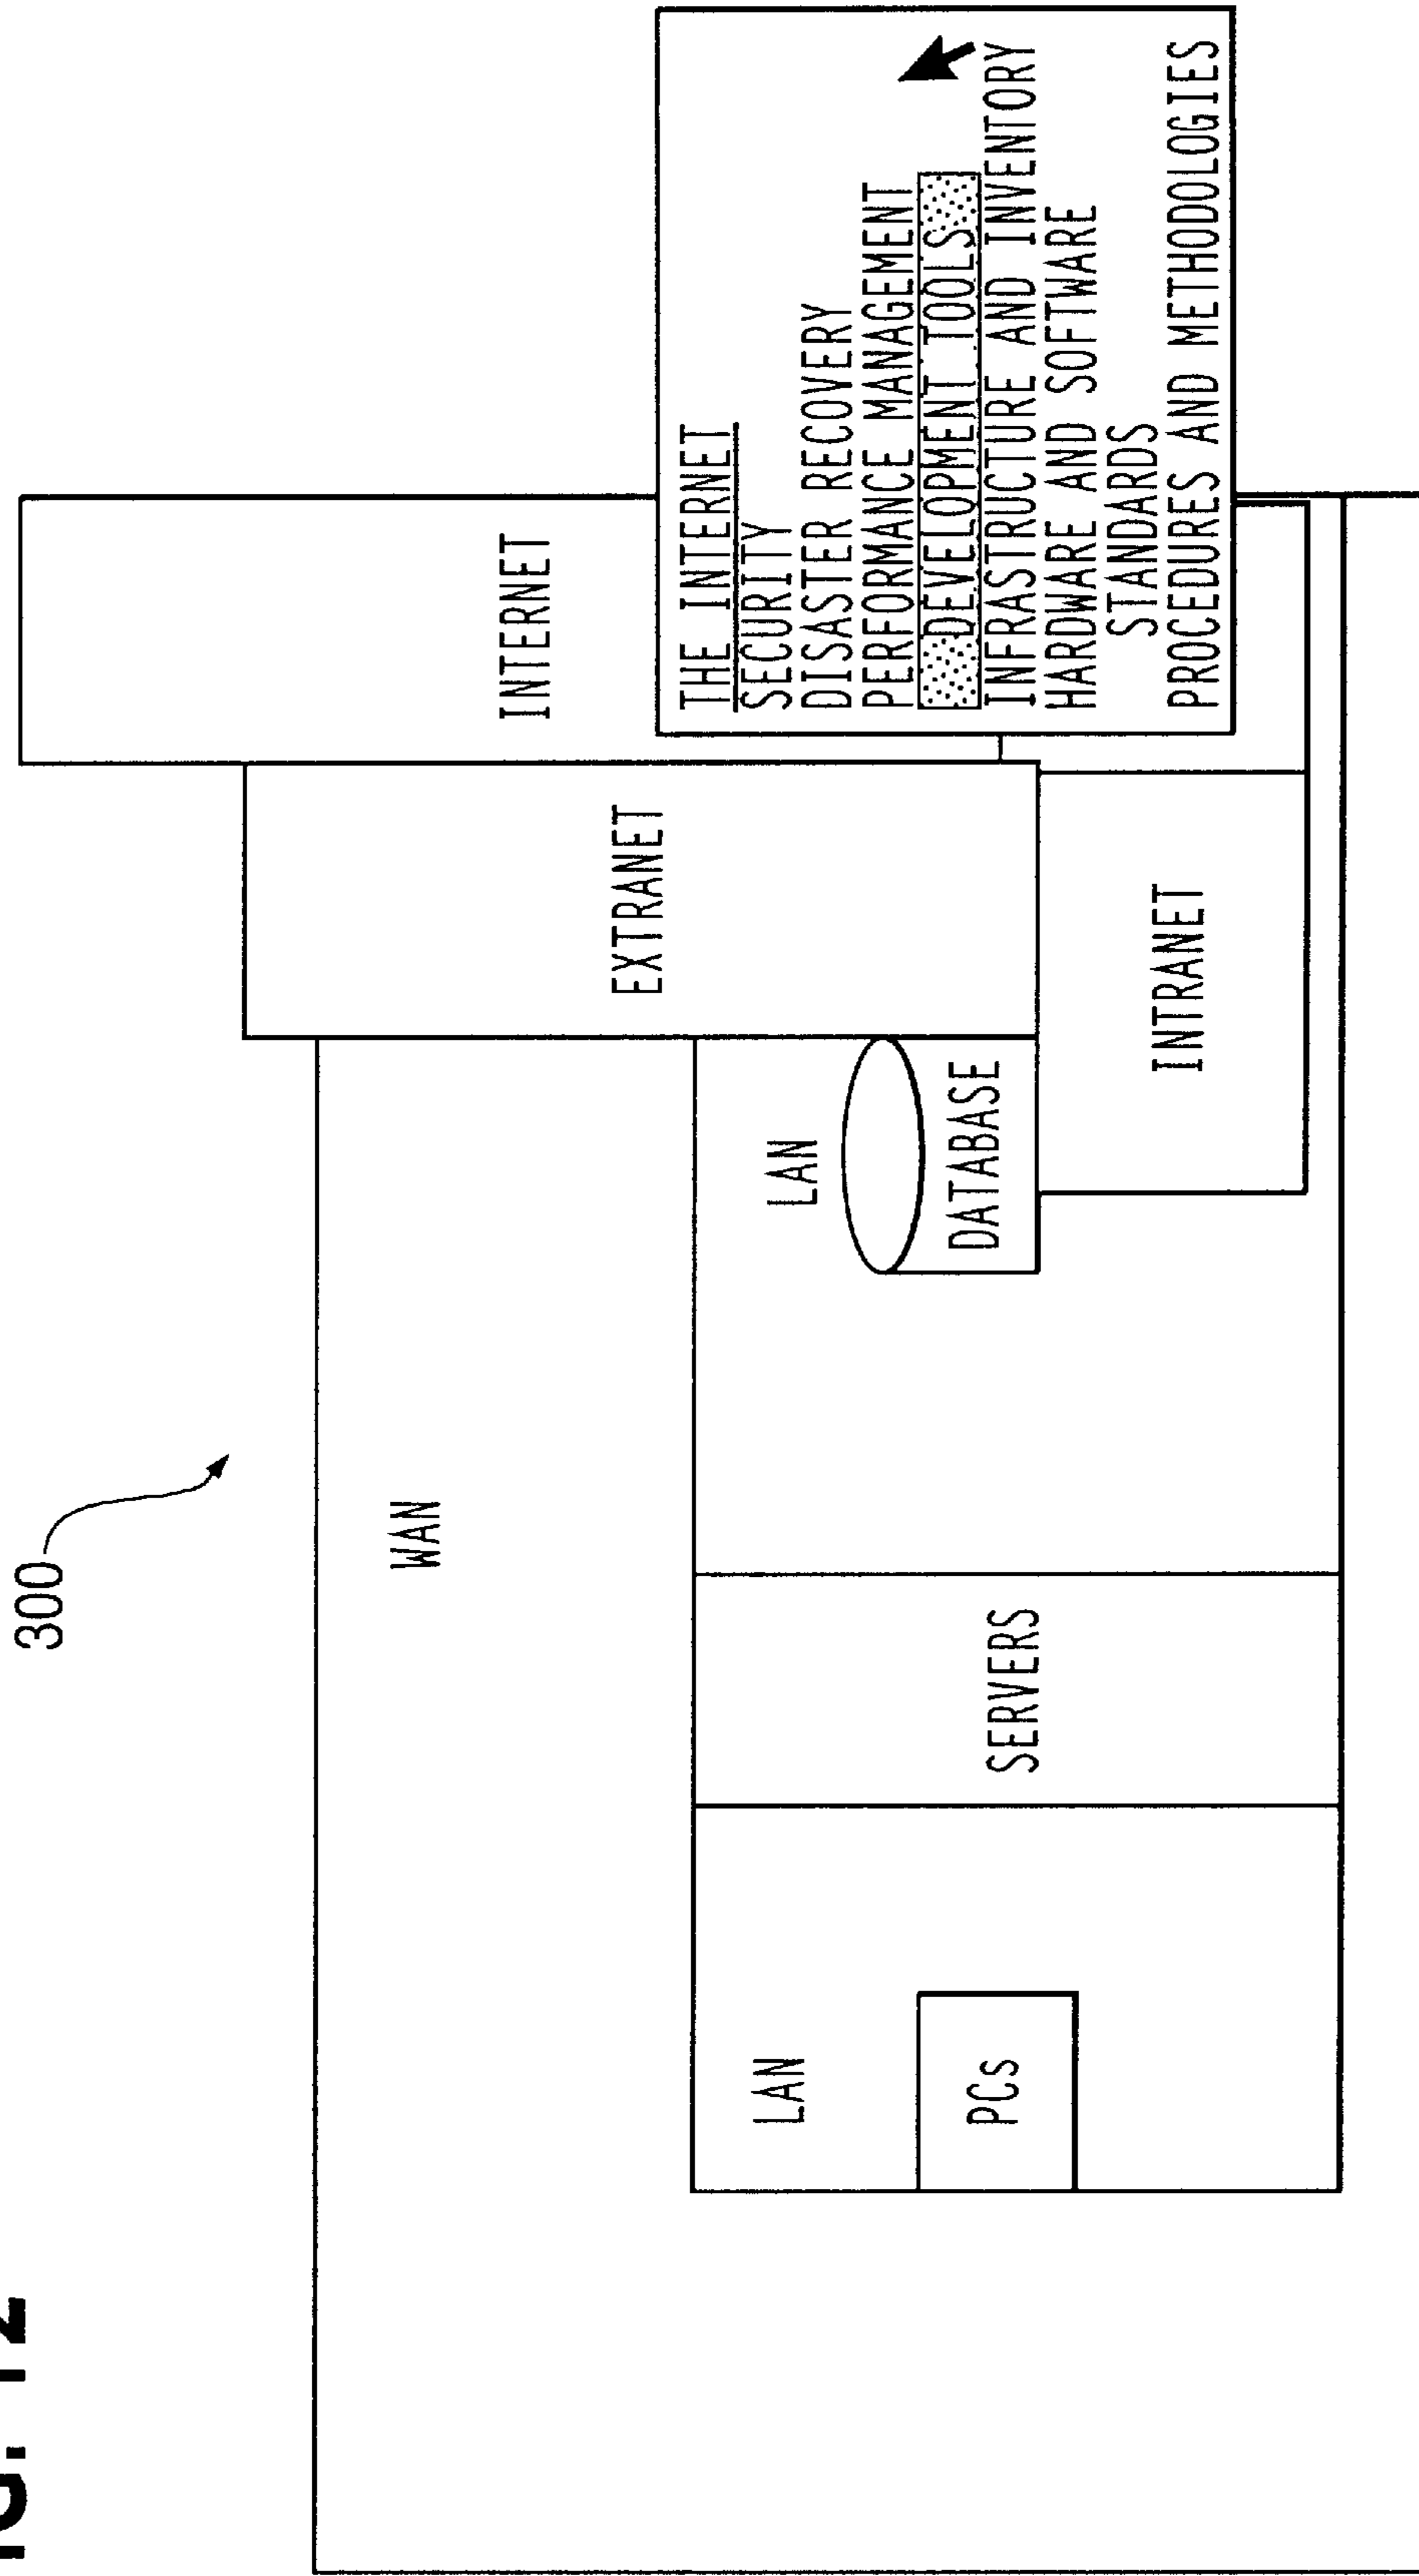 IG. 12
300
WAN
INTERNET
EXTRANET
LAN
PCs
SERVERS
LAN
DATABASE
INTRANET
THE INTERNET
SECURITY
DISASTER RECOVERY
PERFORMANCE MANAGEMENT
DEVELOPMENT TOOLS
INFRASTRUCTURE AND INVENTORY
HARDWARE AND SOFTWARE
STANDARDS
PROCEDURES AND METHODOLOGIES